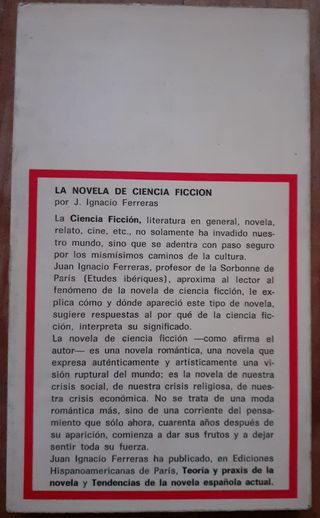 LA NOVELA DE CIENCIA FICCION
por J. Ignacio Ferreras
La Ciencia Ficción, literatura en general, novela,
relato, cine, etc., no solamente ha invadido nues-
tro mundo, sino que se adentra con paso seguro
por los mismísimos caminos de la cultura.
Juan Ignacio Ferreras, profesor de la Sorbonne de
París (Etudes ibériques), aproxima al lector al
fenómeno de la novela de ciencia ficción, le ex-
plica cómo y dónde apareció este tipo de novela,
sugiere respuestas al por qué de la ciencia fic-
ción, interpreta su significado.
La novela de ciencia ficción —como afirma el
autor— es una novela romántica, una novela que
expresa auténticamente y artísticamente una vi-
sión ruptural del mundo; es la novela de nuestra
crisis social, de nuestra crisis religiosa, de nues-
tra crisis económica. No se trata de una moda
romántica más, sino de una corriente del pensa-
miento que sólo ahora, cuarenta años después de
su aparición, comienza a dar sus frutos y a dejar
sentir toda su fuerza.
Juan Ignacio Ferreras ha publicado, en Ediciones
Hispanoamericanas de París, Teoría y praxis de la
novela y Tendencias de la novela española actual.